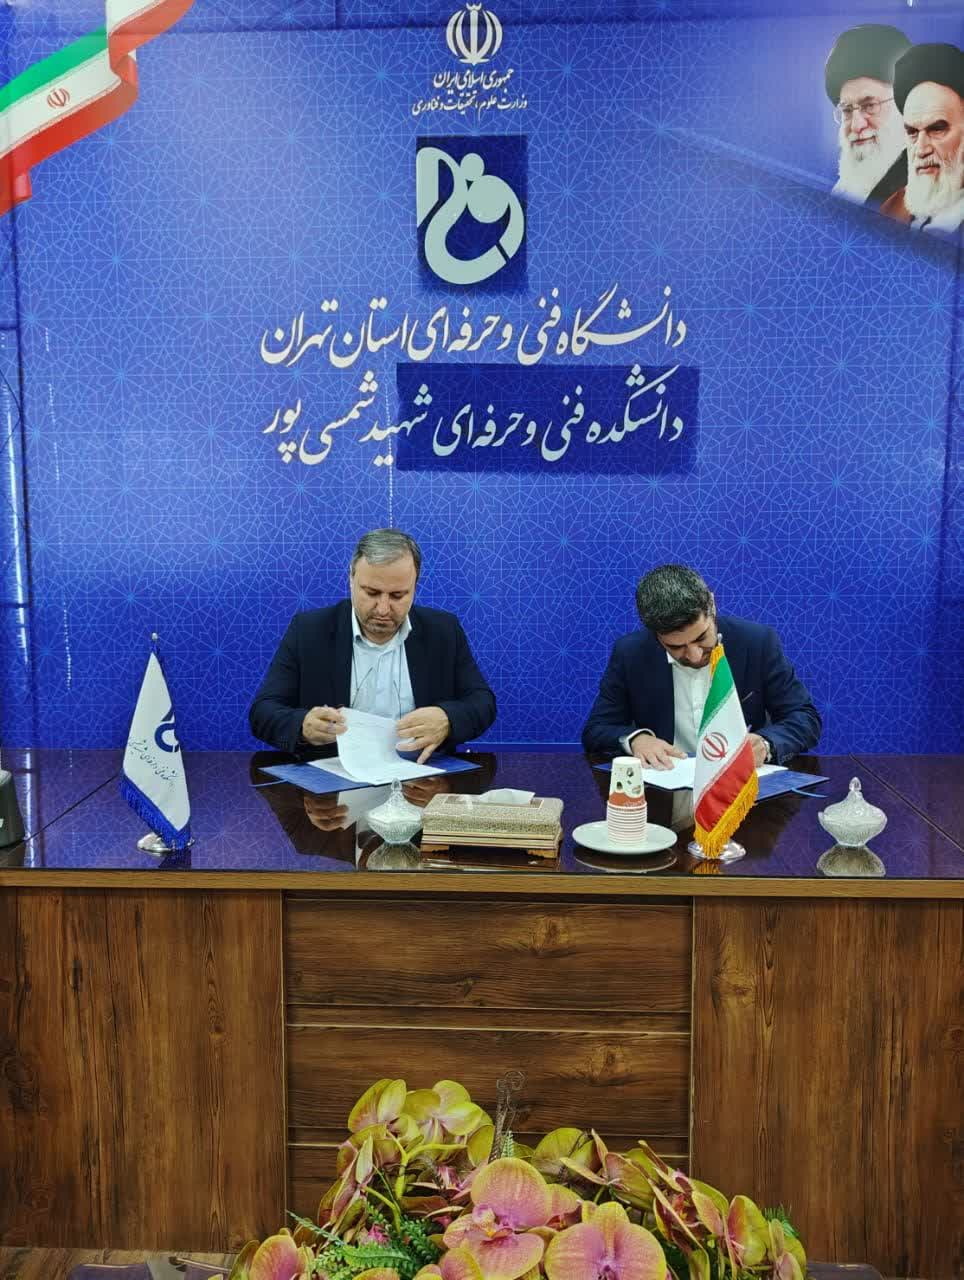 جمهوری اسلامی ایران
وزارت علوم، تحقیقات و فناوری
دانشگاه فنی و حرفه‌ای استان تهران
دانشکده فنی و حرفه‌ای شهید شمسی پور